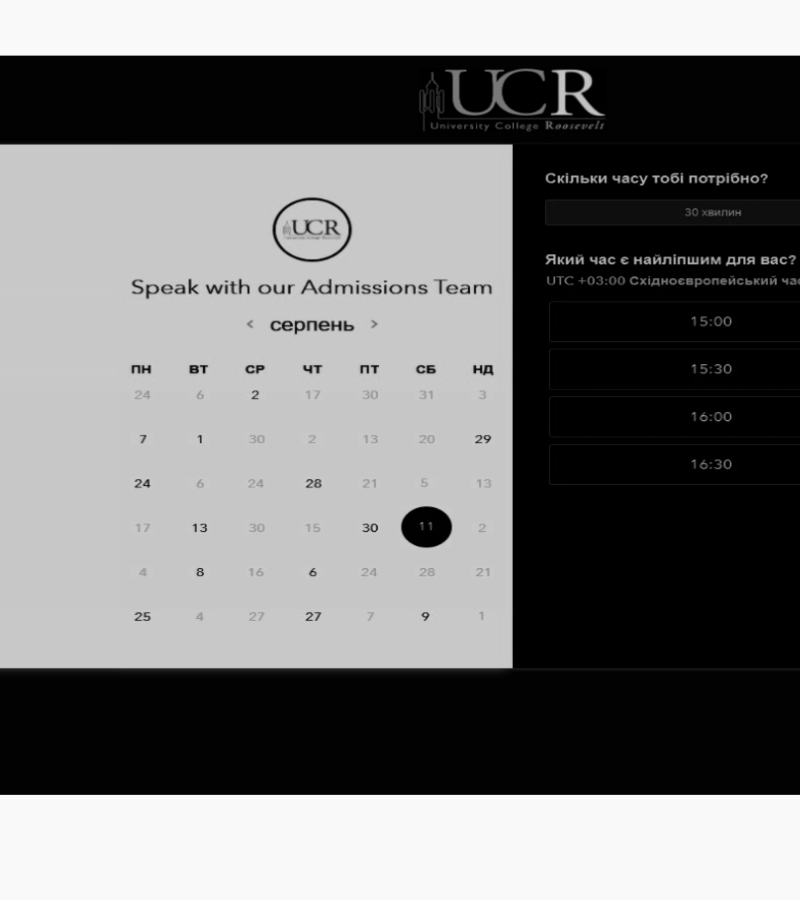 UCR
University College Roosevelt
UCR
Speak with our Admissions Team
< серпень >
ПН ВТ СР ЧТ ПТ СБ НД
24 6 2 17 30 31 3
7 1 30 2 13 20 29
24 6 24 28 21 5 13
17 13 30 15 30 11 2
4 8 16 6 24 28 21
25 4 27 27 7 9 1
Скільки часу тобі потрібно?
30 хвилин
Який час є найліпшим для вас?
UTC +03:00 Східноєвропейський час
15:00
15:30
16:00
16:30